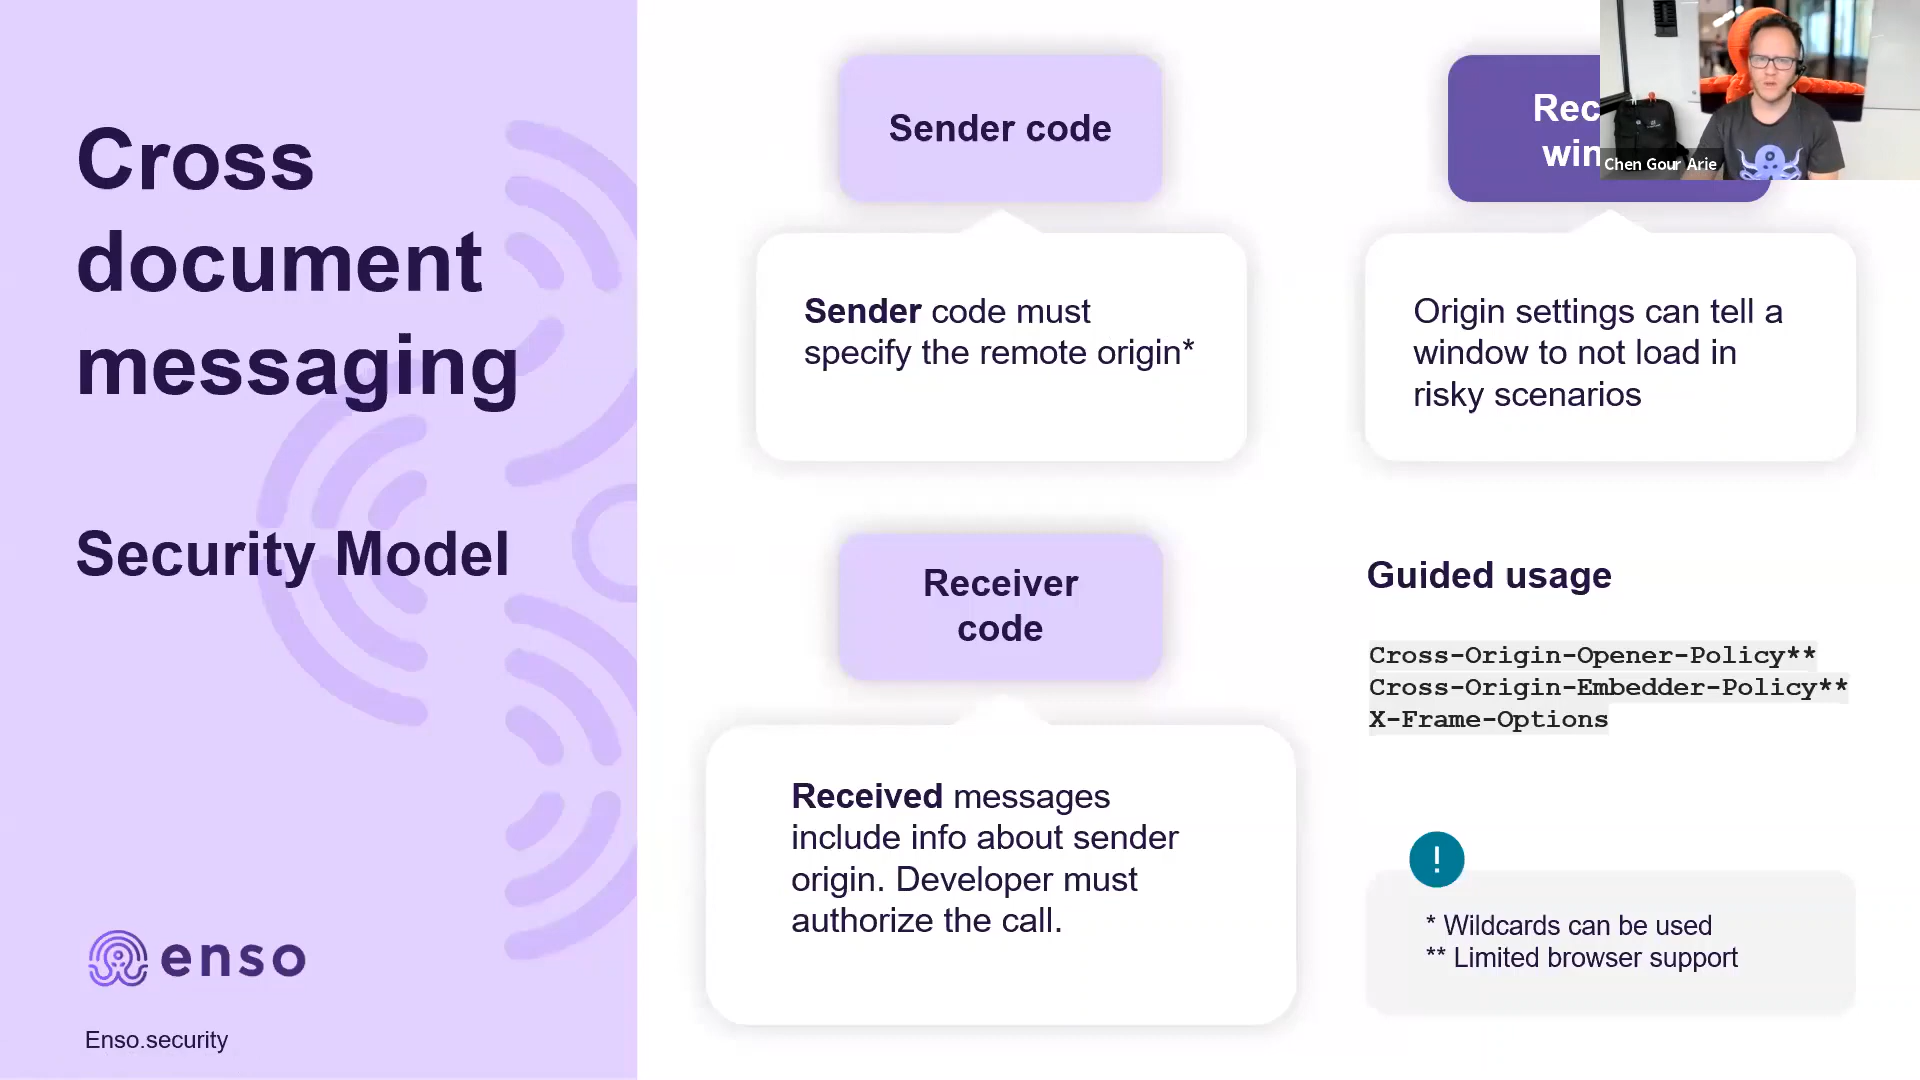 Cross
document
messaging
Security Model
enso
Enso.security
Sender code
Sender code must
specify the remote origin*
Receiver
code
Received messages
include info about sender
origin. Developer must
authorize the call.
Chen Gour Arie
Origin settings can tell a
window to not load in
risky scenarios
Guided usage
Cross-Origin-Opener-Policy**
Cross-Origin-Embedder-Policy**
X-Frame-Options
!
* Wildcards can be used
** Limited browser support